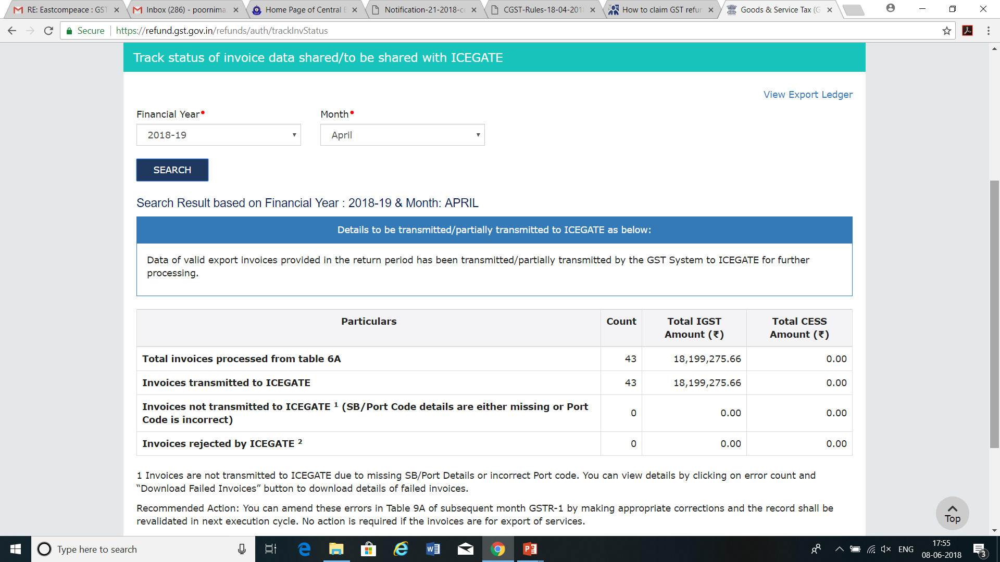 RE: Eastcompeace : GST
Inbox (286) - poornima
Home Page of Central E
Notification-21-2018-ce
CGST-Rules-18-04-201
How to claim GST refun
Goods & Service Tax (G
Secure
https://refund.gst.gov.in/refunds/auth/trackInvStatus
Track status of invoice data shared/to be shared with ICEGATE
View Export Ledger
Financial Year
Month
2018-19
April
SEARCH
Search Result based on Financial Year : 2018-19 & Month: APRIL
Details to be transmitted/partially transmitted to ICEGATE as below:
Data of valid export invoices provided in the return period has been transmitted/partially transmitted by the GST System to ICEGATE for further
processing.
Particulars
Count
Total IGST
Amount (₹)
Total CESS
Amount (₹)
Total invoices processed from table 6A
43
18,199,275.66
0.00
Invoices transmitted to ICEGATE
43
18,199,275.66
0.00
Invoices not transmitted to ICEGATE ¹ (SB/Port Code details are either missing or Port
Code is incorrect)
0
0.00
0.00
Invoices rejected by ICEGATE ²
0
0.00
0.00
1 Invoices are not transmitted to ICEGATE due to missing SB/Port Details or incorrect Port code. You can view details by clicking on error count and
“Download Failed Invoices” button to download details of failed invoices.
Recommended Action: You can amend these errors in Table 9A of subsequent month GSTR-1 by making appropriate corrections and the record shall be
revalidated in next execution cycle. No action is required if the invoices are for export of services.
Top
Type here to search
ENG
17:55
08-06-2018
3